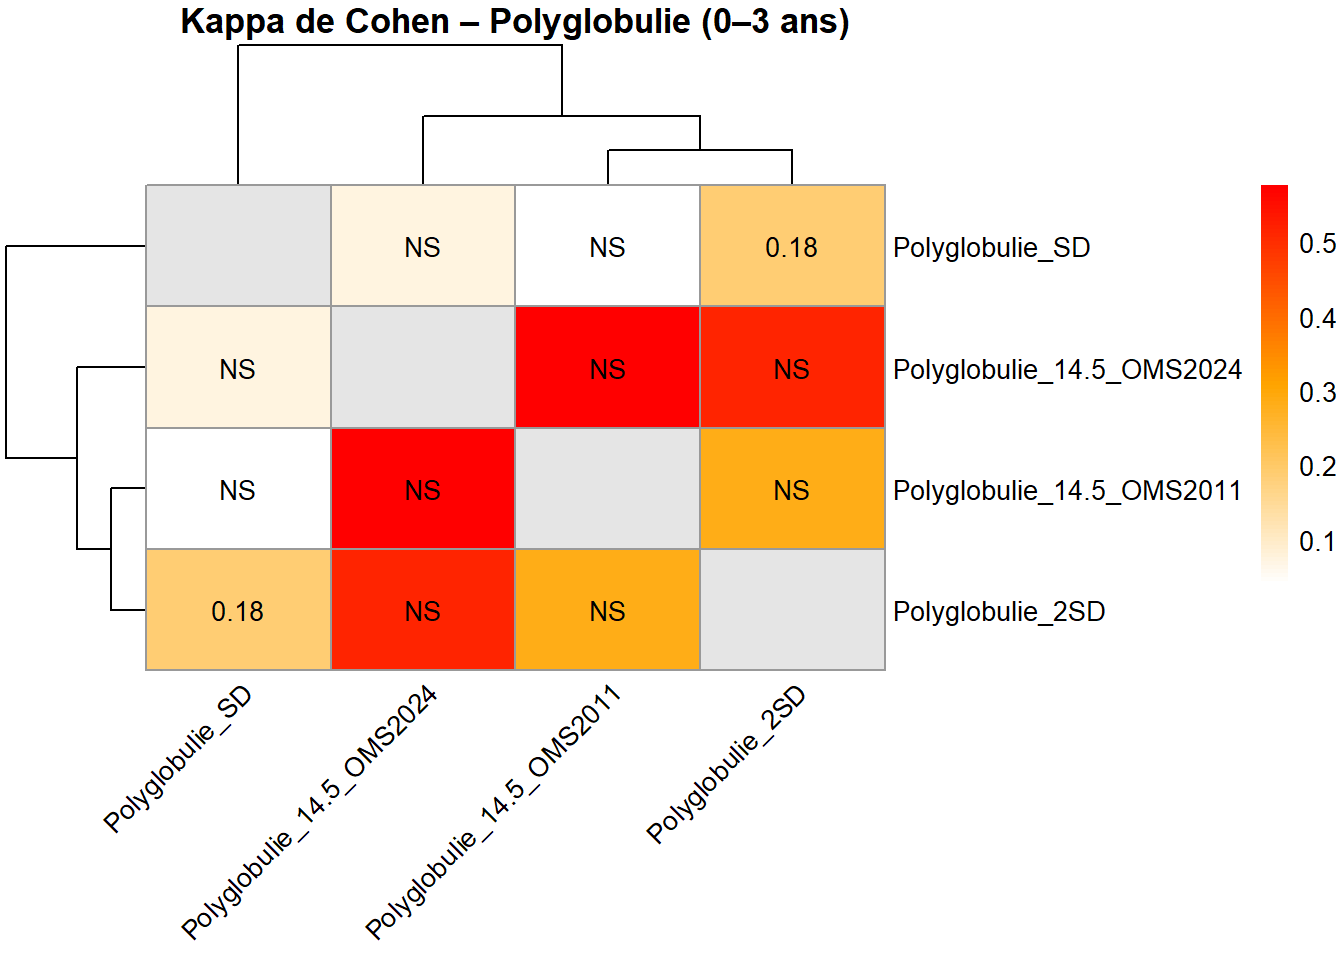 Kappa de Cohen – Polyglobulie (0–3 ans)
NS NS 0.18 Polyglobulie_SD
NS NS NS Polyglobulie_14.5_OMS2024
NS NS NS Polyglobulie_14.5_OMS2011
0.18 NS NS Polyglobulie_2SD
0.5
0.4
0.3
0.2
0.1
Polyglobulie_SD
Polyglobulie_14.5_OMS2024
Polyglobulie_14.5_OMS2011
Polyglobulie_2SD